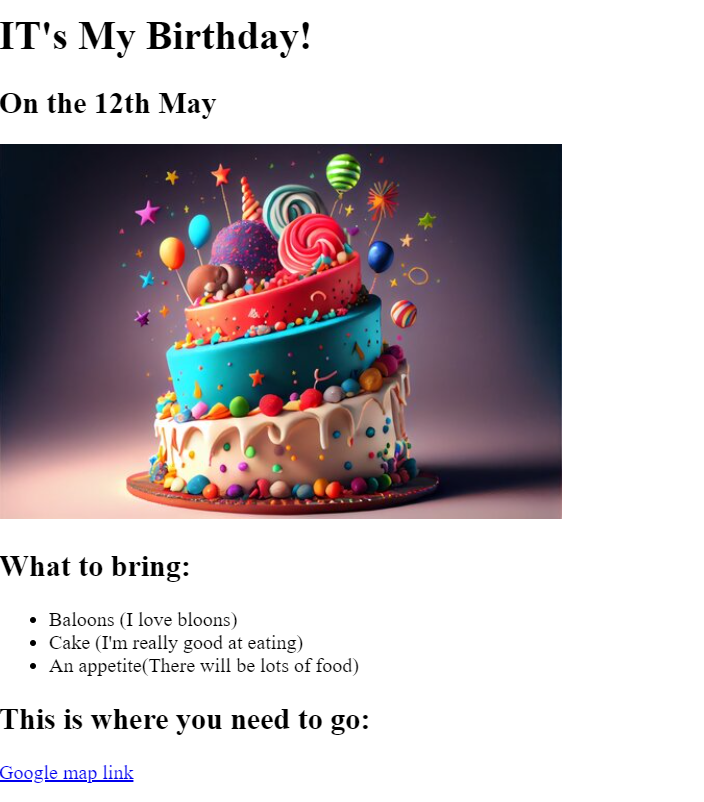 IT's My Birthday!
On the 12th May
What to bring:
Baloons (I love bloons)
Cake (I'm really good at eating)
An appetite(There will be lots of food)
This is where you need to go:
Google map link